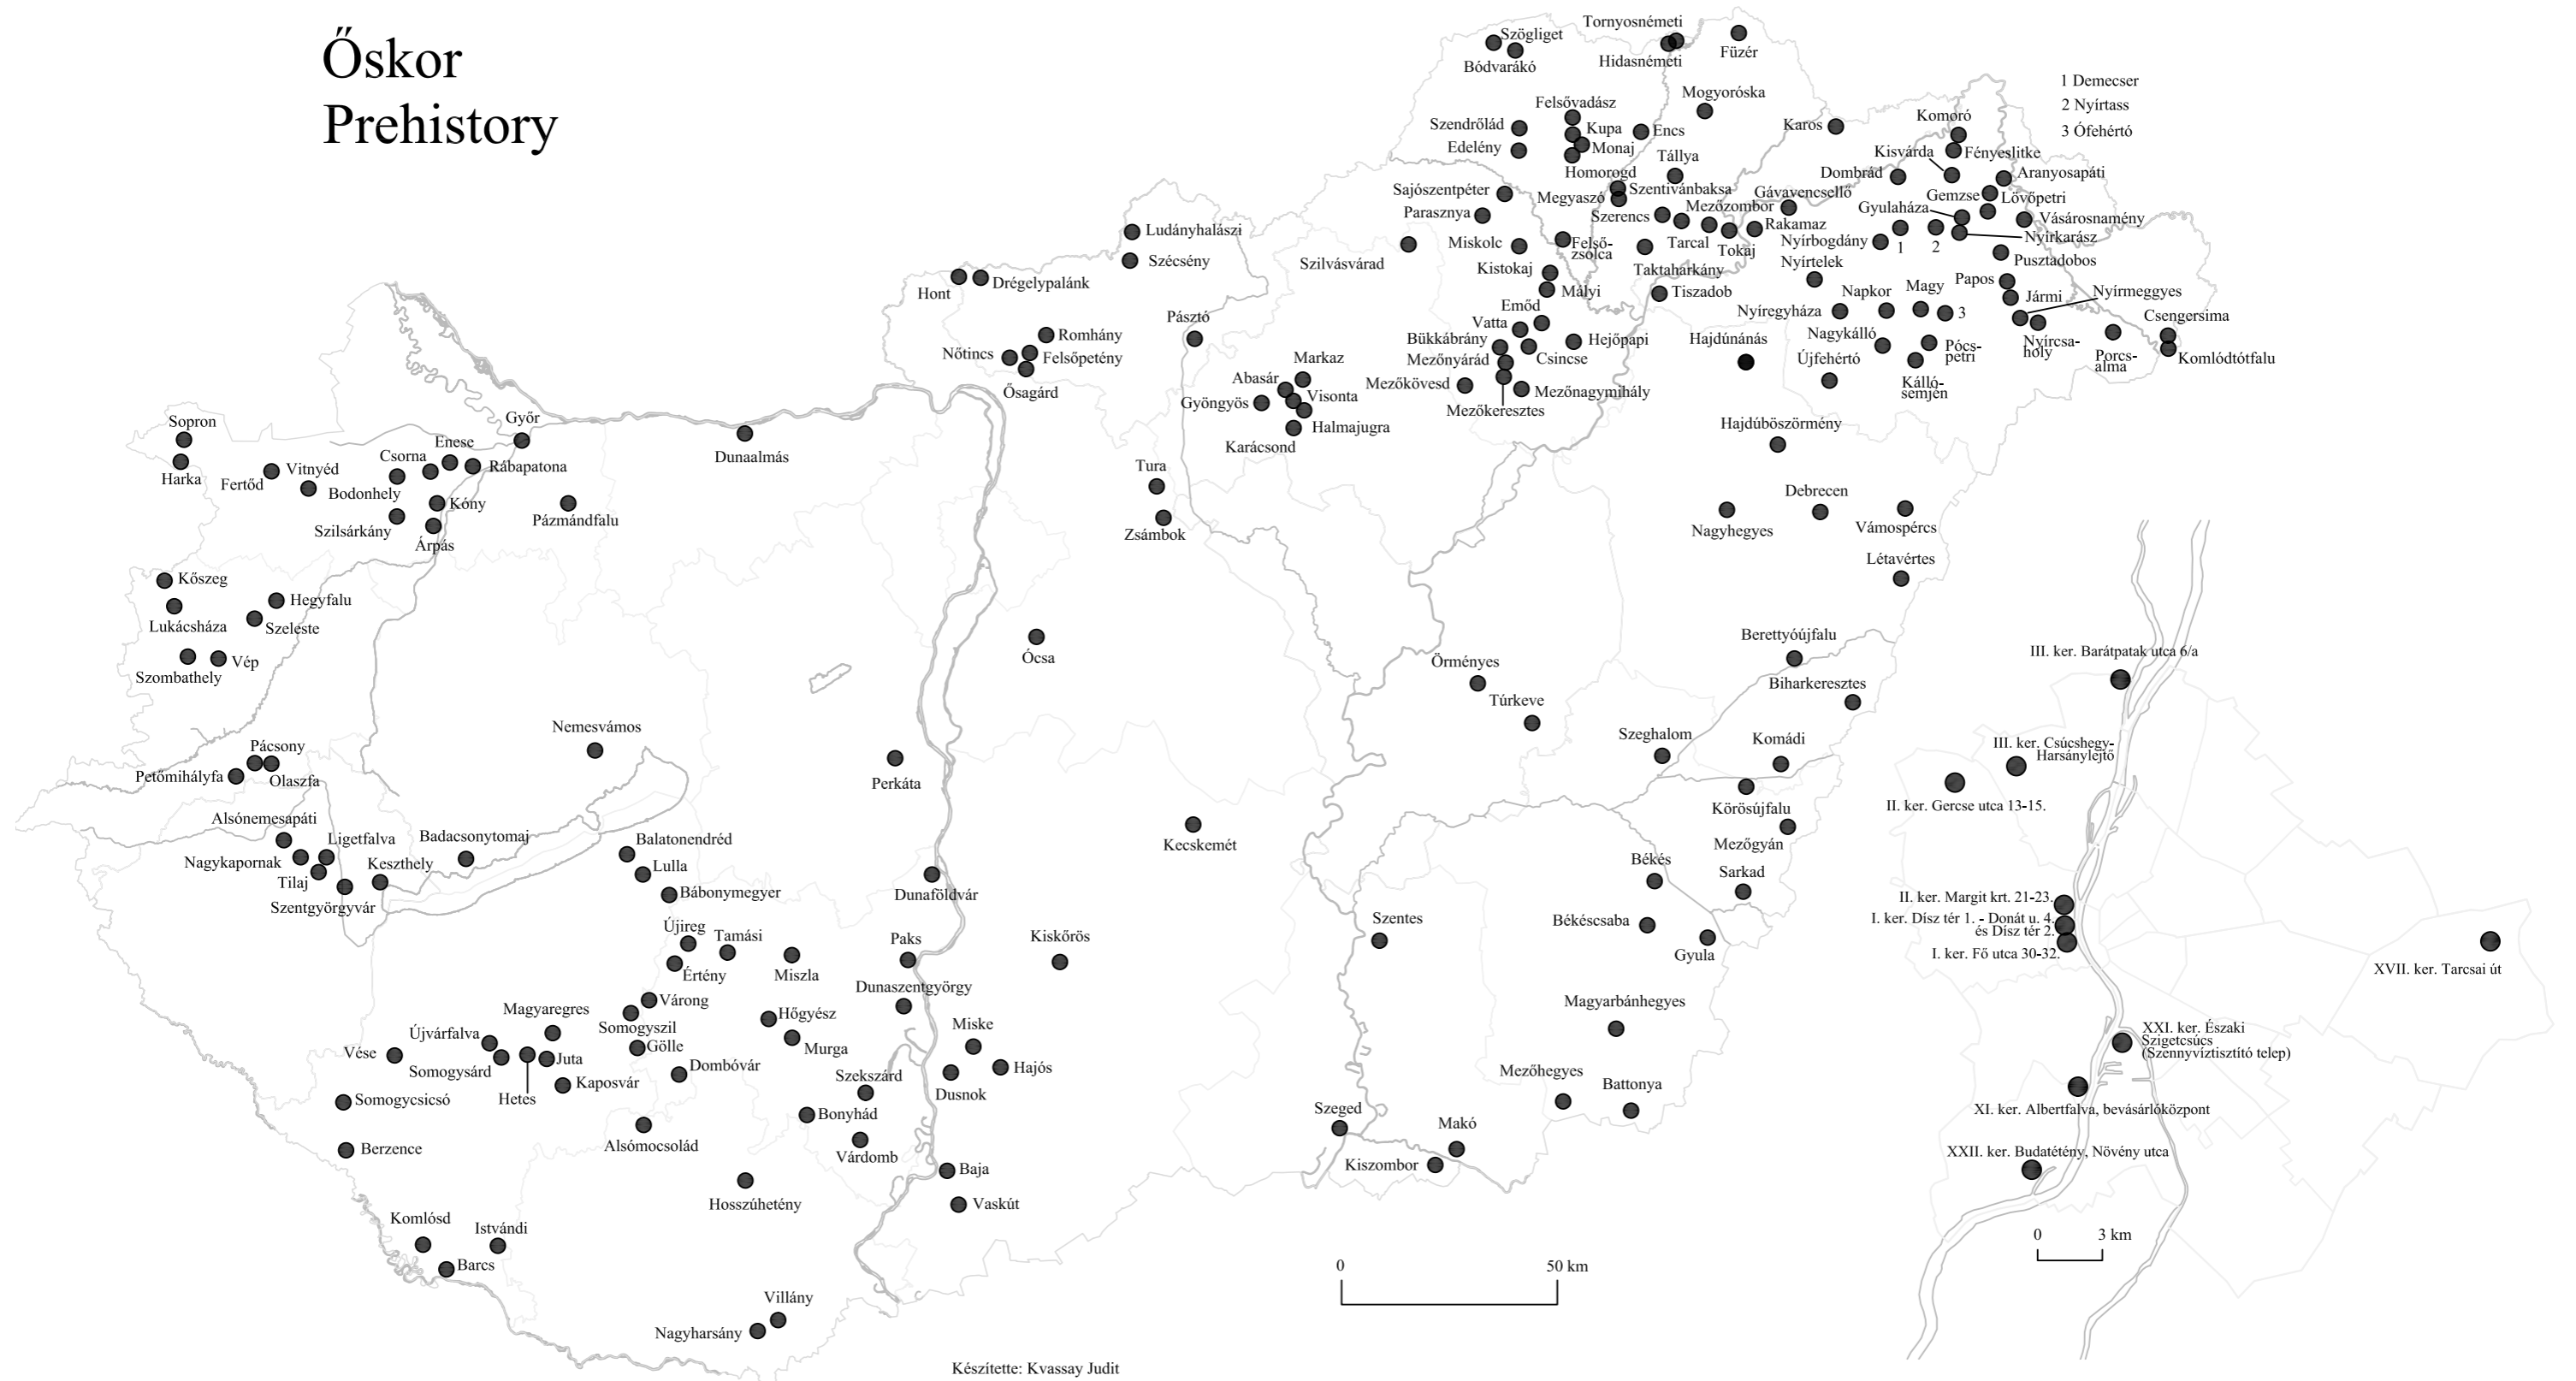 Őskor
Prehistory
Szögliget
Bódvarákó
Tornyosnémeti
Hidasnémeti
Füzér
1 Demecser
2 Nyírtass
3 Ófehértó
Mogyoróska
Felsővadász
Szendrőlád
Kupa
Encs
Edelény
Monaj
Tállya
Homorogd
Karos
Komoró
Kisvárda
Fényeslitke
Dombrád
Aranyosapáti
Sajószentpéter
Megyaszó
Szentivánbaksa
Gávavencsellő
Gemzse
Lövőpetri
Parasznya
Szerencs
Mezőzombor
Gyulaháza
Vásárosnamény
Rakamaz
Miskolc
Felső-
zsolca
Tarcal
Tokaj
Nyírbogdány
1
2
Nyírkarász
Szilvásvárad
Kistokaj
Taktaharkány
Nyírtelek
Pusztadobos
Mályi
Tiszadob
Papos
Jármi
Nyírmeggyes
Emőd
Napkor
Magy
Nyíregyháza
3
Csengersima
Vatta
Bükkábrány
Hejőpapi
Hajdúnánás
Nagykálló
Pócs-
petri
Nyírcsa-
holy
Porcs-
alma
Komlódtótfalu
Mezőnyárád
Csincse
Újfehértó
Kálló-
semjén
Mezőkövesd
Mezőnagymihály
Mezőkeresztes
Ludányhalászi
Szécsény
Hont
Drégelypalánk
Pásztó
Romhány
Nőtincs
Felsőpetény
Ősagárd
Markaz
Abasár
Visonta
Gyöngyös
Halmajugra
Karácsond
Sopron
Harka
Fertőd
Vitnyéd
Csorna
Enese
Győr
Rábapatona
Bodonhely
Kóny
Szilsárkány
Árpás
Pázmándfalu
Dunaalmás
Tura
Zsámbok
Hajdúböszörmény
Debrecen
Nagyhegyes
Vámospércs
Létavértes
Kőszeg
Lukácsháza
Hegyfalu
Szeleste
Szombathely
Vép
Ócsa
Berettyóújfalu
Örményes
Biharkeresztes
Túrkeve
Szeghalom
Komádi
Körösújfalu
Mezőgyán
Pácsony
Petőmihályfa
Olaszfa
Nemesvámos
Perkáta
Kecskemét
Alsónemesapáti
Ligetfalva
Nagykapornak
Tilaj
Keszthely
Szentgyörgyvár
Badacsonytomaj
Balatonendréd
Lulla
Bábonymegyer
Dunaföldvár
Békés
Sarkad
Békéscsaba
Gyula
Szentes
Újireg
Tamási
Értény
Miszla
Paks
Kiskőrös
Dunaszentgyörgy
Várong
Somogyszil
Magyaregres
Újvárfalva
Vése
Somogysárd
Hetes
Juta
Kaposvár
Gölle
Dombóvár
Hőgyész
Murga
Miske
Hajós
Dusnok
Szekszárd
Magyarbánhegyes
Mezőhegyes
Battonya
Somogycsicsó
Berzence
Alsómocsolád
Bonyhád
Várdomb
Szeged
Makó
Kiszombor
Baja
Vaskút
Hosszúhetény
Komlósd
Istvándi
Barcs
Villány
Nagyharsány
0
50 km
Készítette: Kvassay Judit
III. ker. Barátpatak utca 6/a
III. ker. Csúcshegy-
Harsánylejtő
II. ker. Gercse utca 13-15.
II. ker. Margit krt. 21-23.
I. ker. Dísz tér 1. - Donát u. 4.
és Dísz tér 2.
I. ker. Fő utca 30-32.
XVII. ker. Tarcsai út
XXI. ker. Északi
Szigetcsúcs
(Szennyvíztisztító telep)
XI. ker. Albertfalva, bevásárlóközpont
XXII. ker. Budatétény, Növény utca
0
3 km